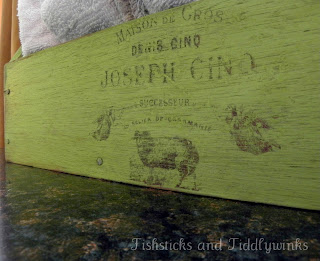 MAISON DE GROS
DENIS CINQ
JOSEPH CINQ
SUCCESSEUR
Fishsticks and Tiddlywinks